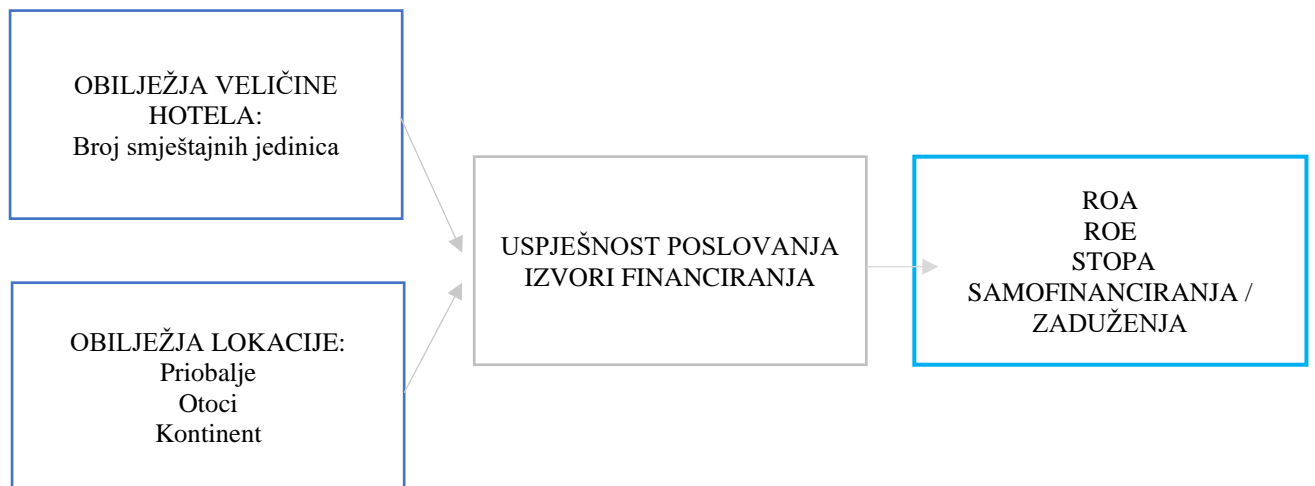 OBILJEŽJA VELIČINE
HOTELA:
Broj smještajnih jedinica
OBILJEŽJA LOKACIJE:
Priobalje
Otoci
Kontinent
USPJEŠNOST POSLOVANJA
IZVORI FINANCIRANJA
ROA
ROE
STOPA
SAMOFINANCIRANJA /
ZADUŽENJA